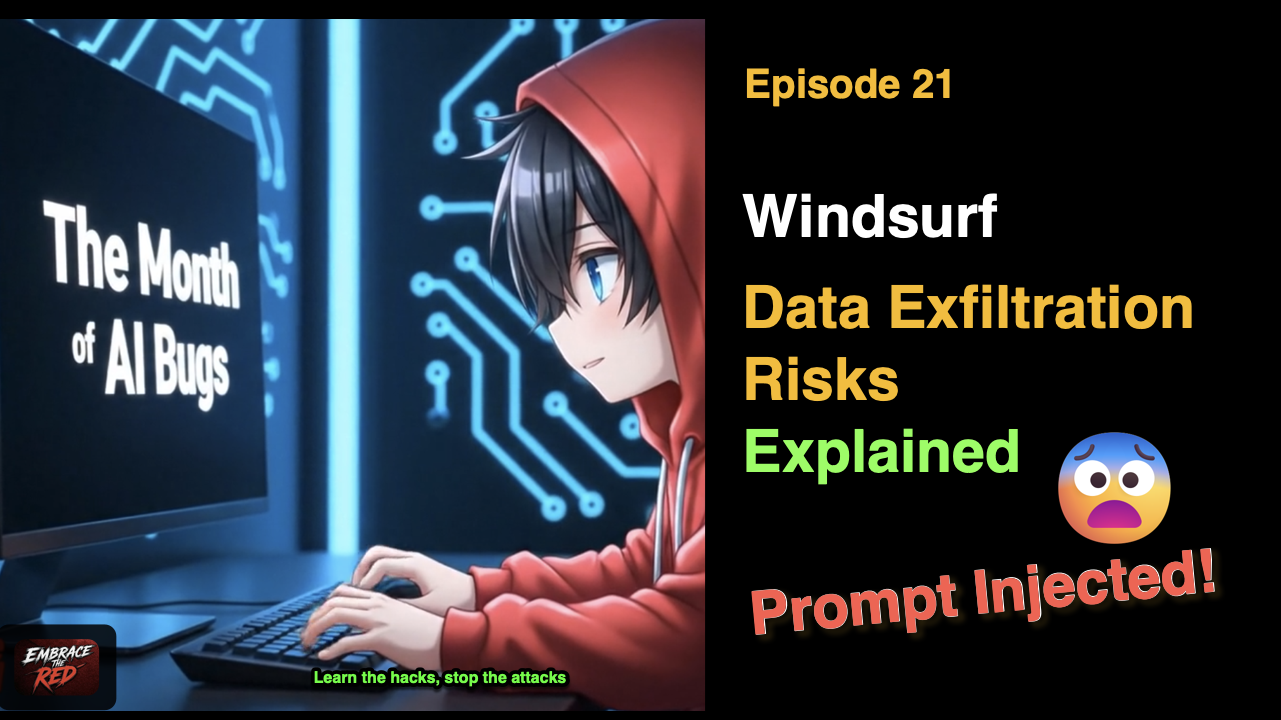 The Month
of AI Bugs
EMBRACE
THE
RED
Learn the hacks, stop the attacks
Episode 21
Windsurf
Data Exfiltration
Risks
Explained
Prompt Injected!